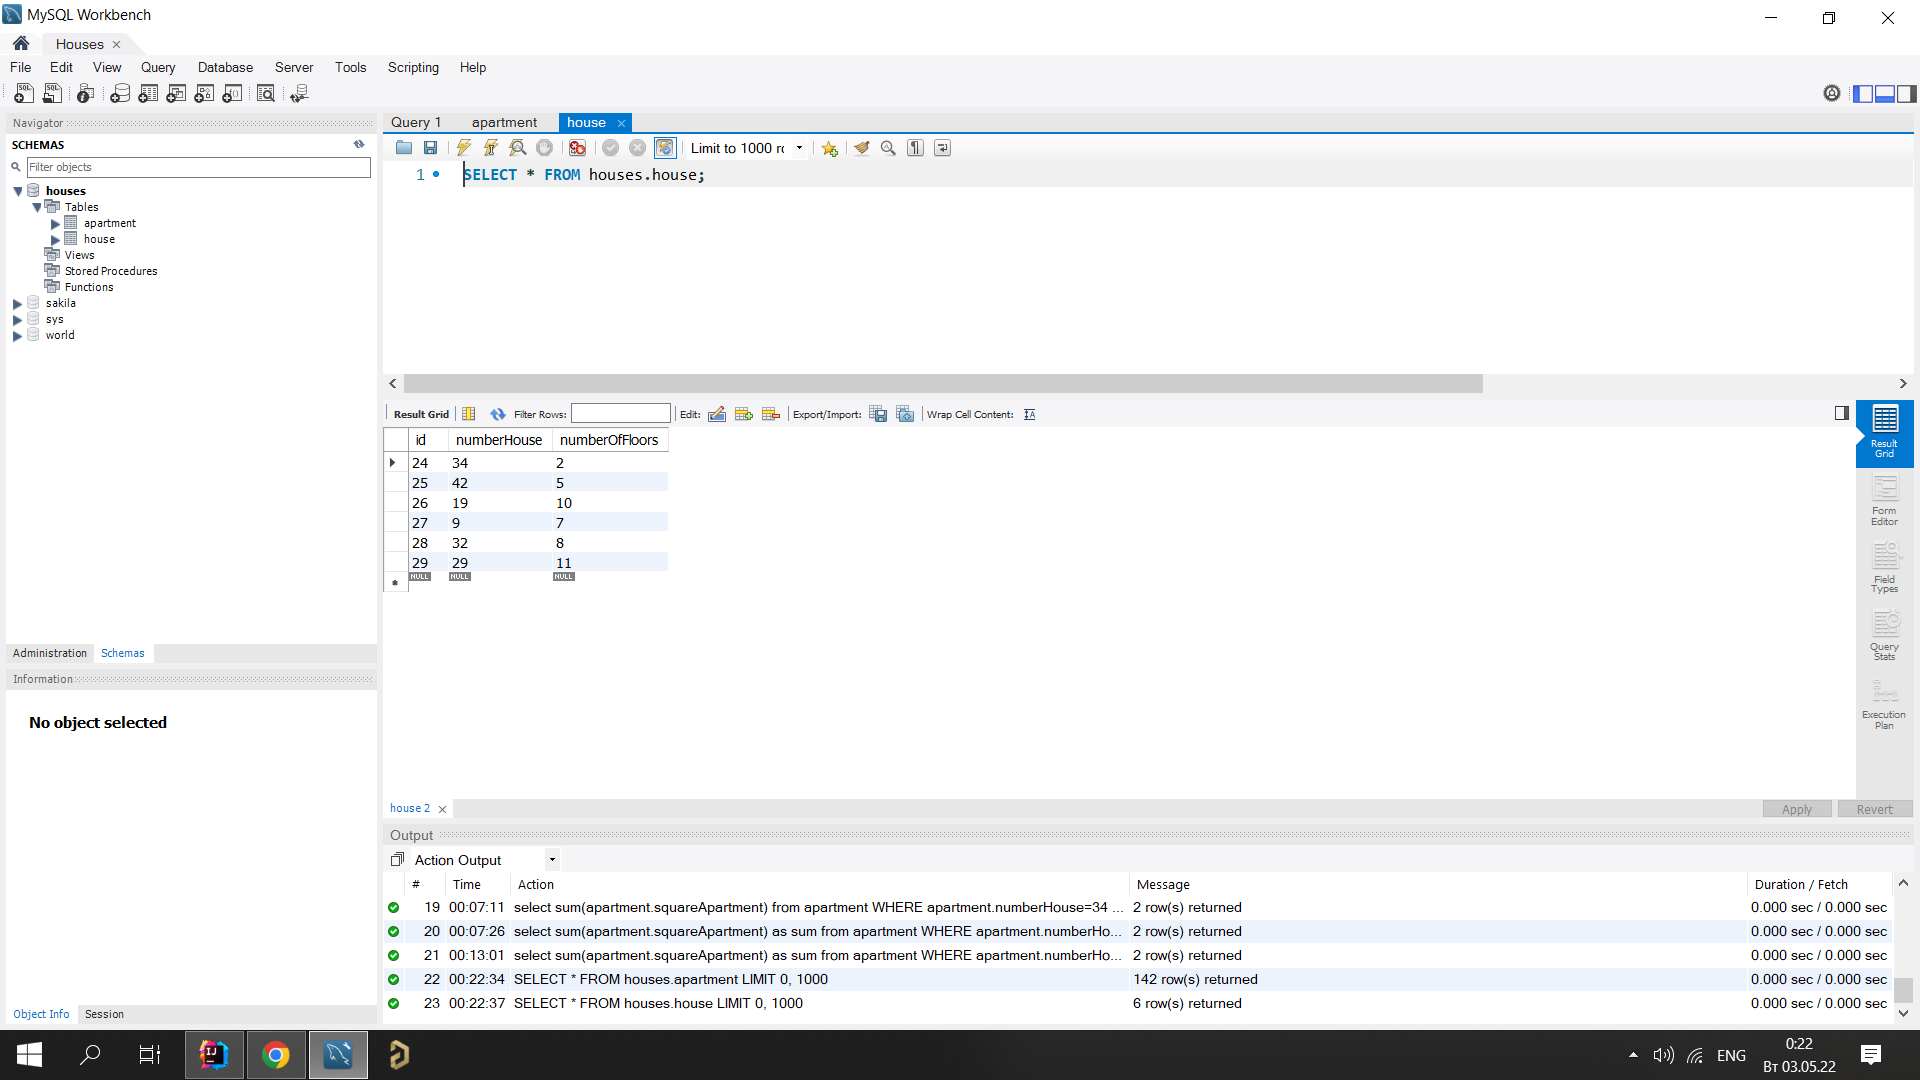 MySQL Workbench
Houses
File Edit View Query Database Server Tools Scripting Help
Navigator
SCHEMAS
Filter objects
houses
Tables
apartment
house
Views
Stored Procedures
Functions
sakila
sys
world
Administration Schemas
Information
No object selected
Object Info Session
Query 1 apartment house
Limit to 1000 rc
1 SELECT * FROM houses.house;
Result Grid Filter Rows: Edit: Export/Import: Wrap Cell Content:
id numberHouse numberOfFloors
24 34 2
25 42 5
26 19 10
27 9 7
28 32 8
29 29 11
NULL NULL NULL
Result
Grid
Form
Editor
Field
Types
Query
Stats
Execution
Plan
house 2
Apply Revert
Output
Action Output
# Time Action Message Duration / Fetch
19 00:07:11 select sum(apartment.squareApartment) from apartment WHERE apartment.numberHouse=34 ... 2 row(s) returned 0.000 sec / 0.000 sec
20 00:07:26 select sum(apartment.squareApartment) as sum from apartment WHERE apartment.numberHo... 2 row(s) returned 0.000 sec / 0.000 sec
21 00:13:01 select sum(apartment.squareApartment) as sum from apartment WHERE apartment.numberHo... 2 row(s) returned 0.000 sec / 0.000 sec
22 00:22:34 SELECT * FROM houses.apartment LIMIT 0, 1000 142 row(s) returned 0.000 sec / 0.000 sec
23 00:22:37 SELECT * FROM houses.house LIMIT 0, 1000 6 row(s) returned 0.000 sec / 0.000 sec
IJ
ENG
0:22
Вт 03.05.22